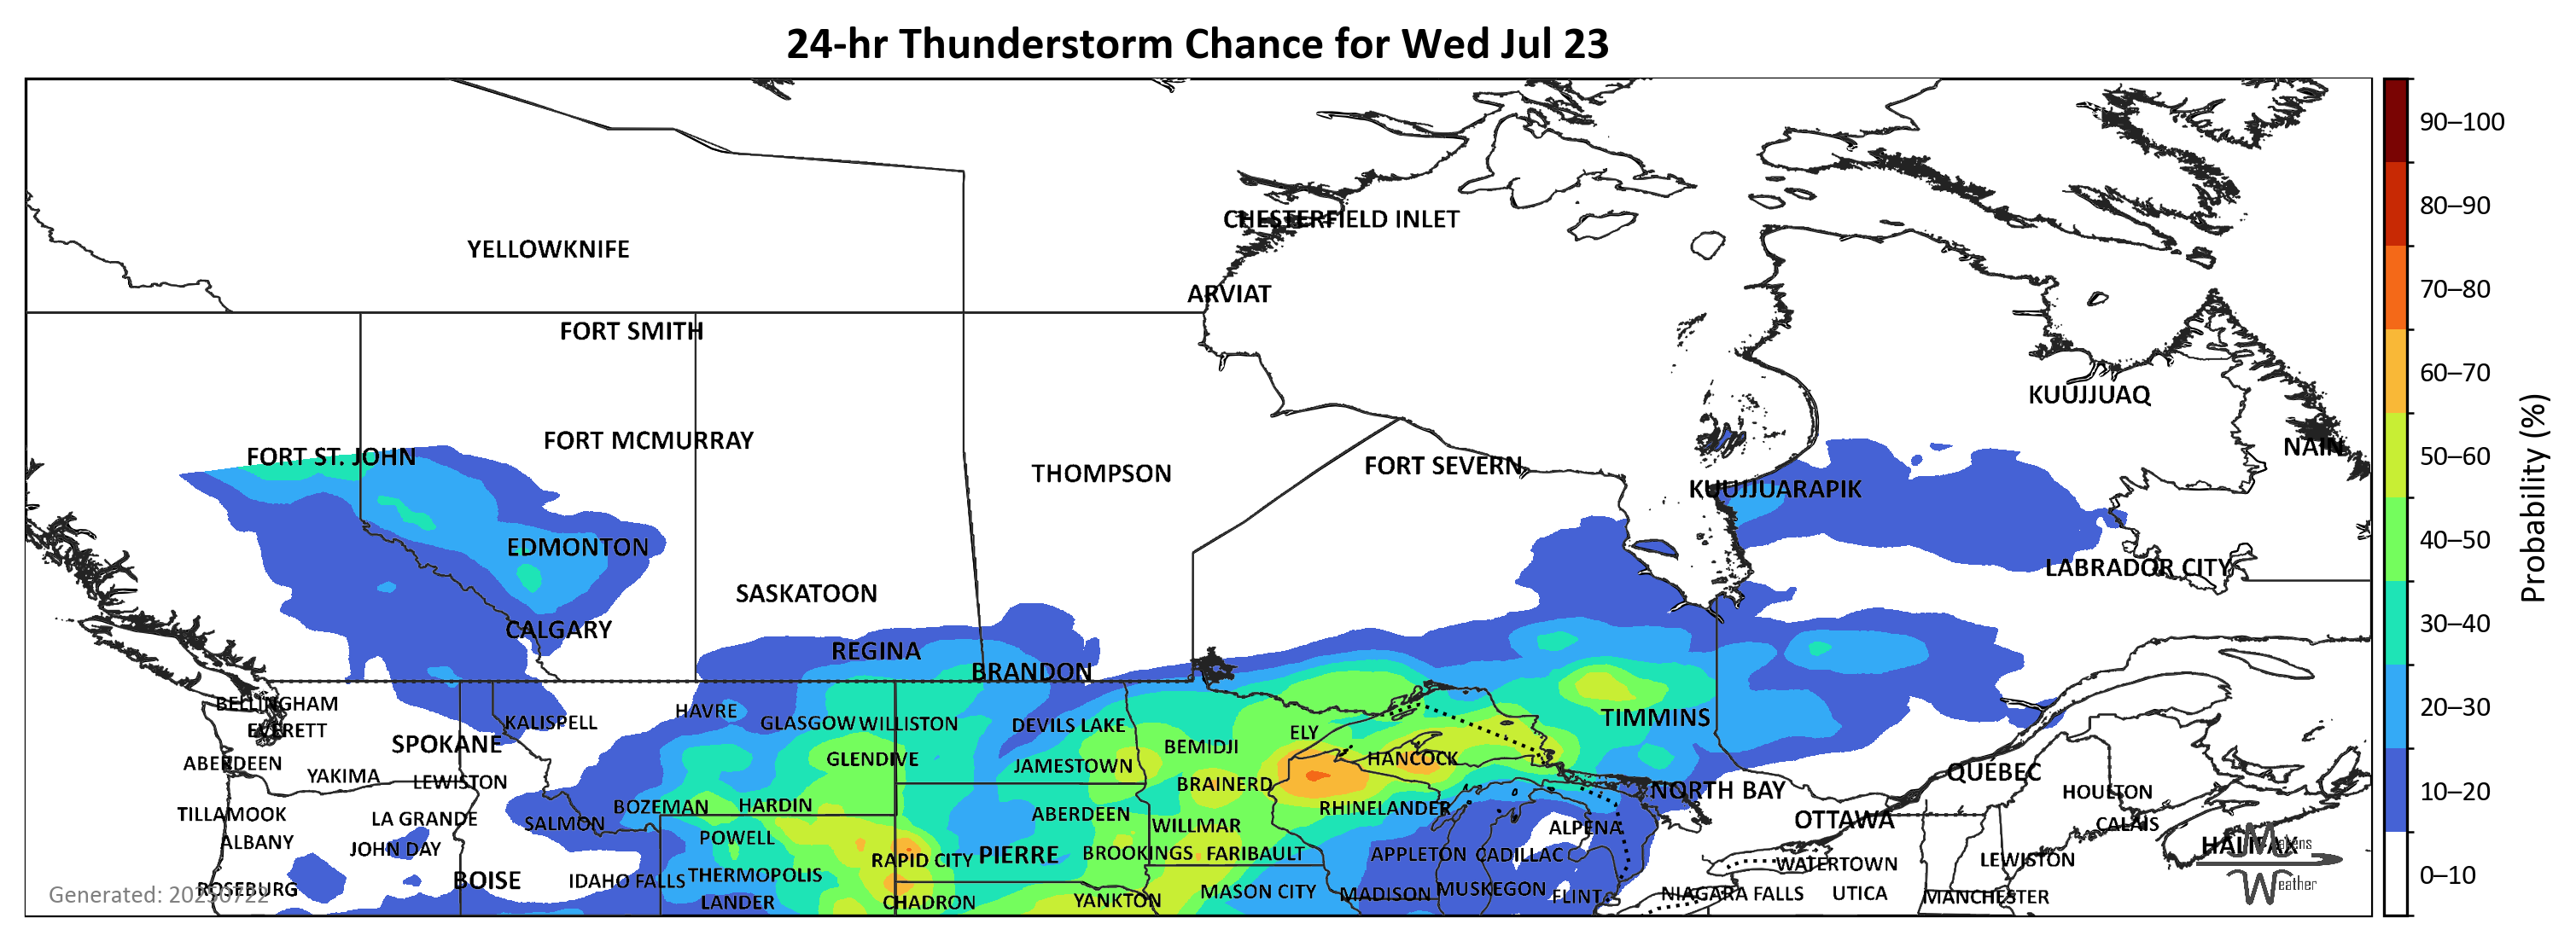 24-hr Thunderstorm Chance for Wed Jul 23
90–100
80–90
70–80
60–70
50–60
40–50
30–40
20–30
10–20
0–10
Probability (%)
CHESTERFIELD INLET
YELLOWKNIFE
ARVIAT
FORT SMITH
KUUJJUAQ
FORT MCMURRAY
NAIN
FORT ST. JOHN
FORT SEVERN
THOMPSON
KUUJJUARAPIK
EDMONTON
LABRADOR CITY
SASKATOON
CALGARY
REGINA
BRANDON
BELLINGHAM
HAVRE
KALISPELL
GLASGOW WILLISTON
DEVILS LAKE
TIMMINS
EVERETT
ELY
SPOKANE
BEMIDJI
GLENDIVE
HANCOCK
ABERDEEN
JAMESTOWN
QUÉBEC
YAKIMA
LEWISTON
BRAINERD
NORTH BAY
HOULTON
BOZEMAN
HARDIN
RHINELANDER
TILLAMOOK
LA GRANDE
SALMON
ABERDEEN
WILLMAR
ALPENA
OTTAWA
CALAIS
ALBANY
JOHN DAY
POWELL
RAPID CITY
PIERRE
BROOKINGS
FARIBAULT
APPLETON
CADILLAC
WATERTOWN
LEWISTON
HALIFAX
Makens
Weather
ROSEBURG
BOISE
IDAHO FALLS
THERMOPOLIS
MASON CITY
MADISON
MUSKEGON
FLINT
NIAGARA FALLS
UTICA
MANCHESTER
LANDER
CHADRON
YANKTON
Generated: 20250722